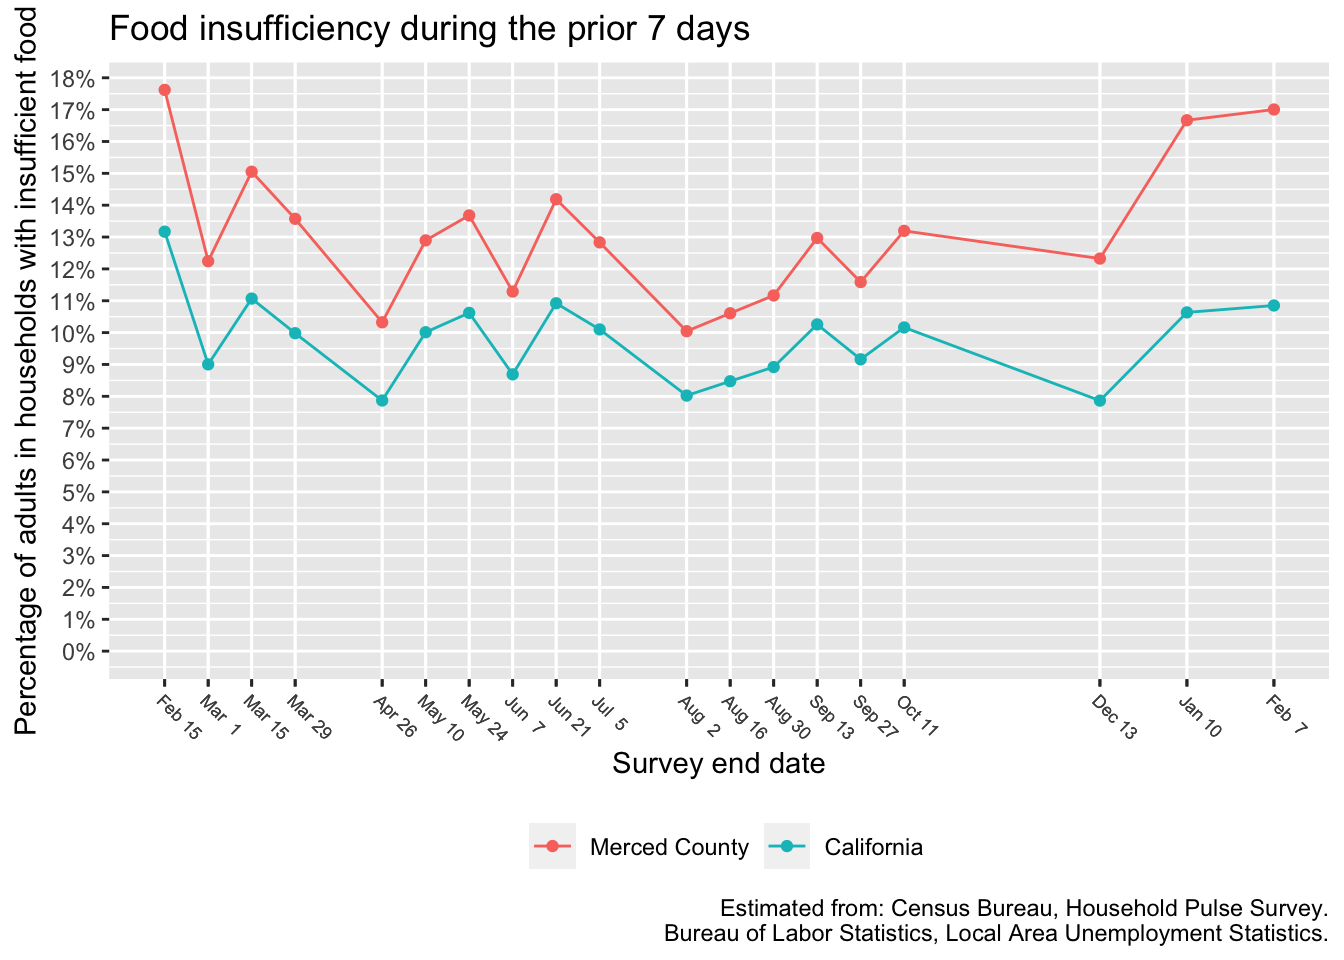 Food insufficiency during the prior 7 days
Percentage of adults in households with insufficient food
18%
17%
16%
15%
14%
13%
12%
11%
10%
9%
8%
7%
6%
5%
4%
3%
2%
1%
0%
Feb 15
Mar 1
Mar 15
Mar 29
Apr 26
May 10
May 24
Jun 7
Jun 21
Jul 5
Aug 2
Aug 16
Aug 30
Sep 13
Sep 27
Oct 11
Dec 13
Jan 10
Feb 7
Survey end date
Merced County
California
Estimated from: Census Bureau, Household Pulse Survey.
Bureau of Labor Statistics, Local Area Unemployment Statistics.